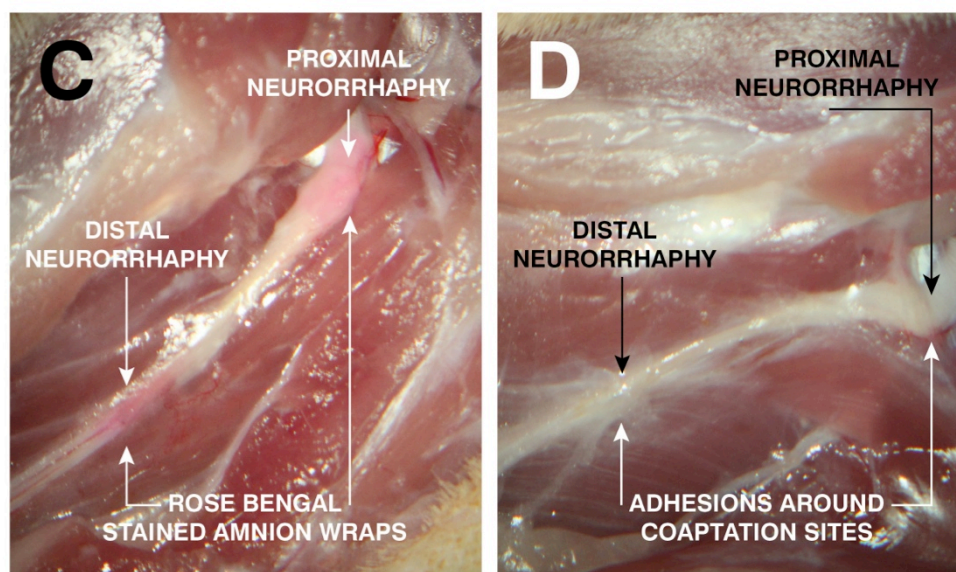 C
PROXIMAL
NEURORRHAPHY
DISTAL
NEURORRHAPHY
ROSE BENGAL
STAINED AMNION WRAPS
D
PROXIMAL
NEURORRHAPHY
DISTAL
NEURORRHAPHY
ADHESIONS AROUND
COAPTATION SITES